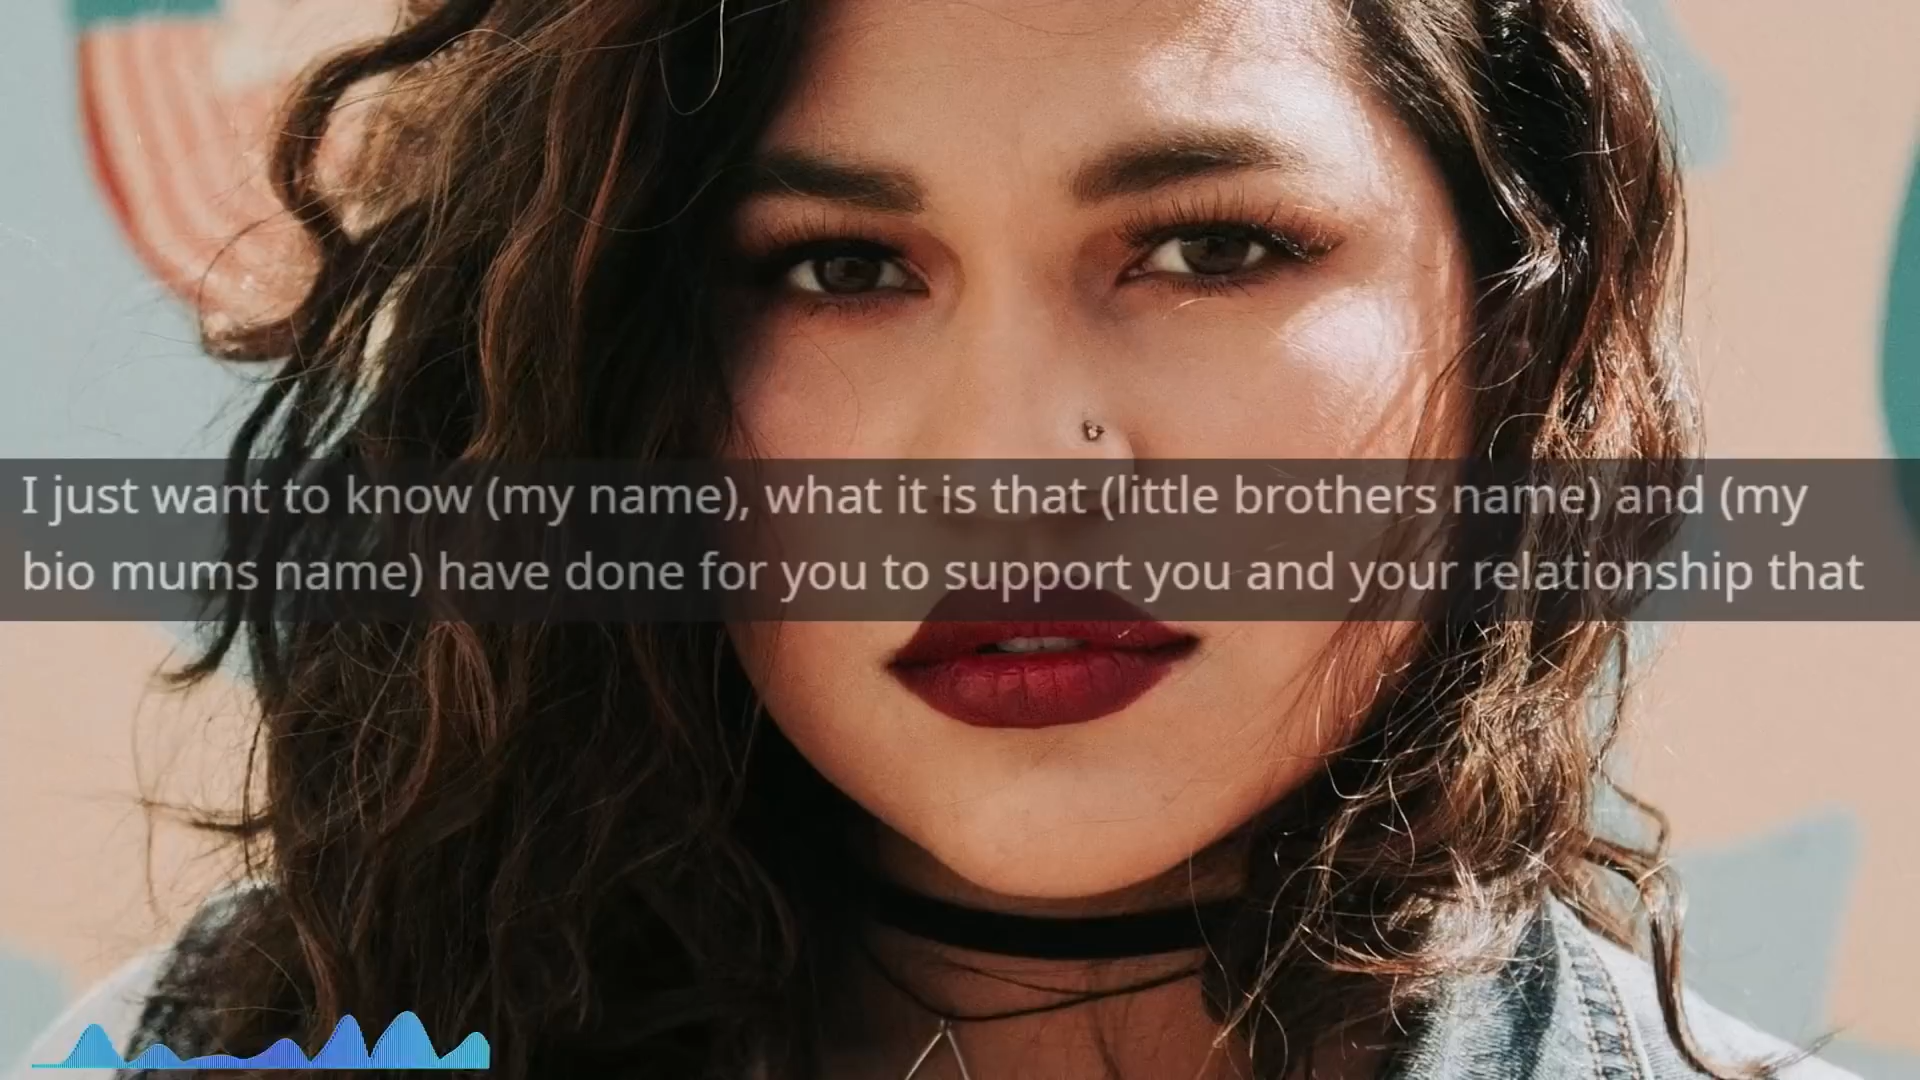 I just want to know (my name), what it is that (little brothers name) and (my
bio mums name) have done for you to support you and your relationship that